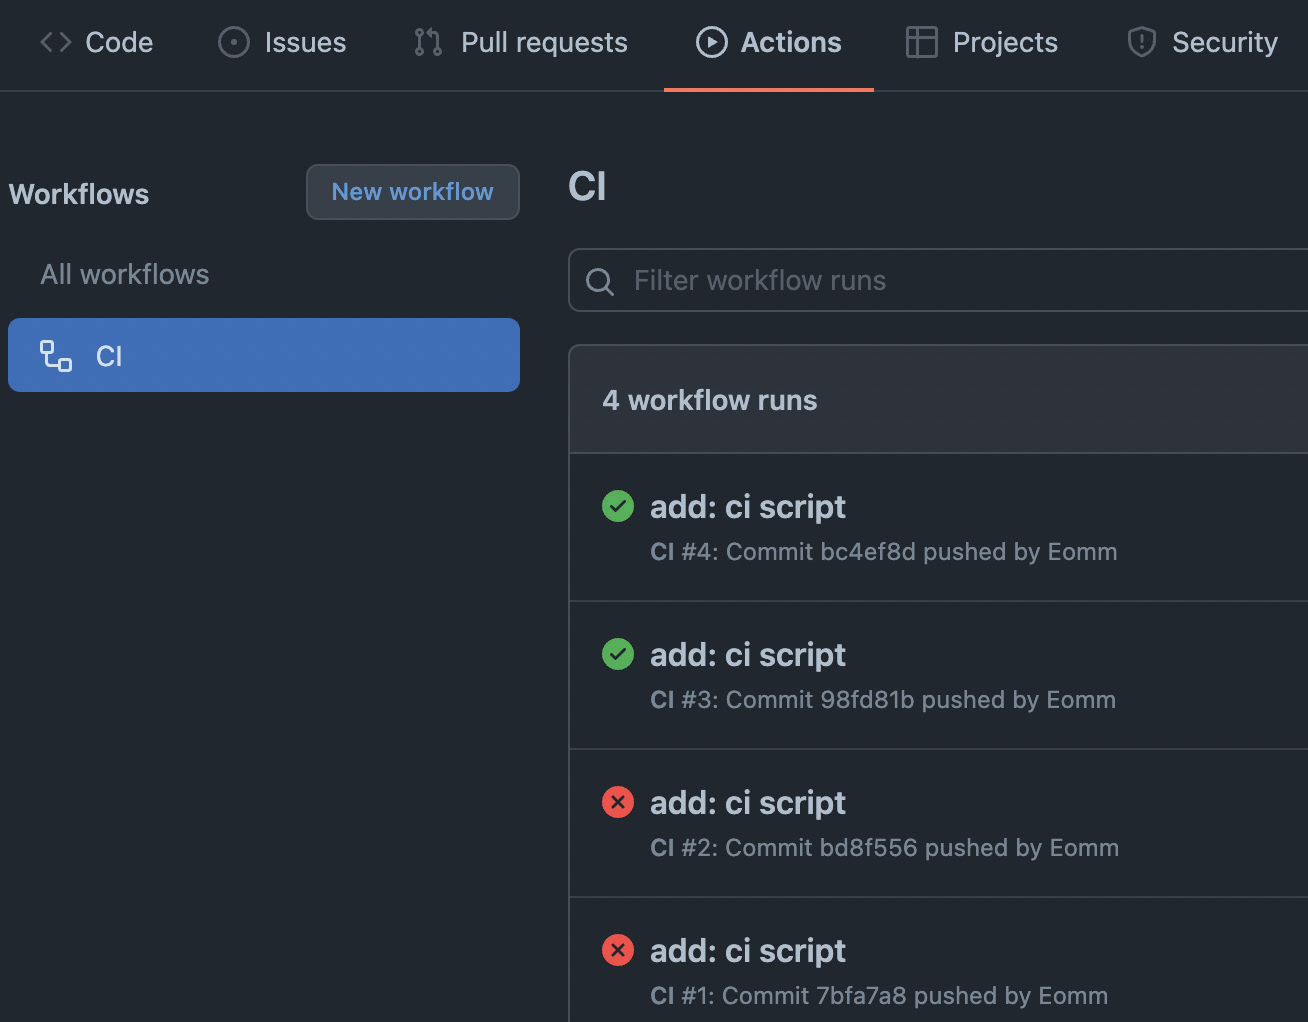 Code Issues Pull requests Actions Projects Security
Workflows
New workflow
All workflows
CI
CI
Filter workflow runs
4 workflow runs
add: ci script
CI #4: Commit bc4ef8d pushed by Eomm
add: ci script
CI #3: Commit 98fd81b pushed by Eomm
add: ci script
CI #2: Commit bd8f556 pushed by Eomm
add: ci script
CI #1: Commit 7bfa7a8 pushed by Eomm